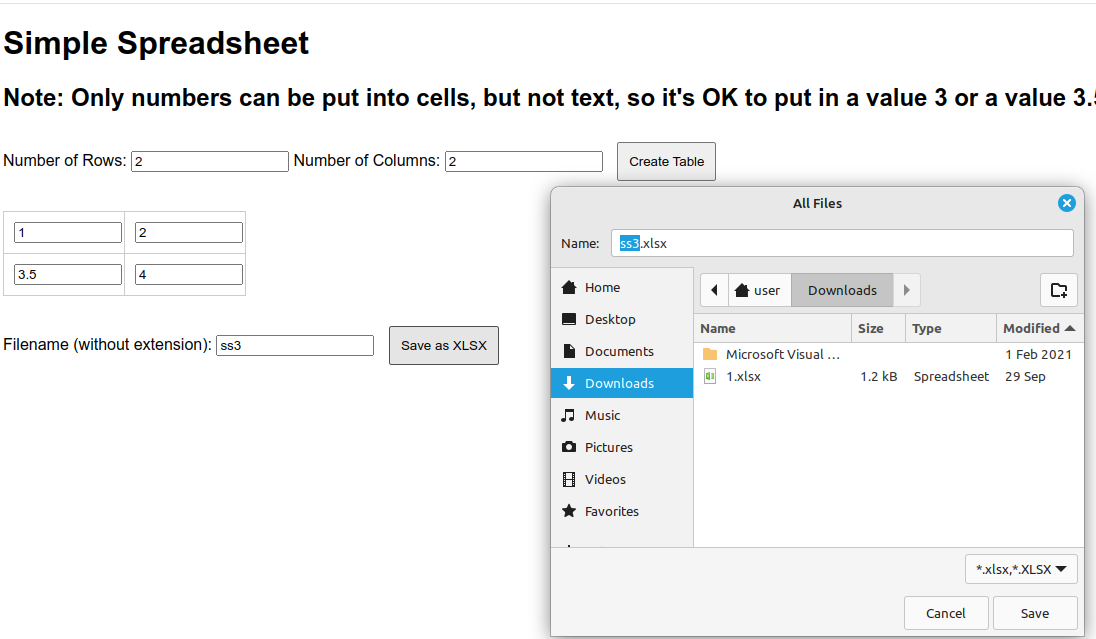 Simple Spreadsheet
Note: Only numbers can be put into cells, but not text, so it's OK to put in a value 3 or a value 3.5
Number of Rows: 2 Number of Columns: 2 Create Table
1 2
3.5 4
Filename (without extension): ss3 Save as XLSX
All Files
Name: ss3.xlsx
Home
Desktop
Documents
Downloads
Music
Pictures
Videos
Favorites
user Downloads
Name Size Type Modified
Microsoft Visual ... 1 Feb 2021
1.xlsx 1.2 kB Spreadsheet 29 Sep
*.xlsx,*.XLSX
Cancel Save